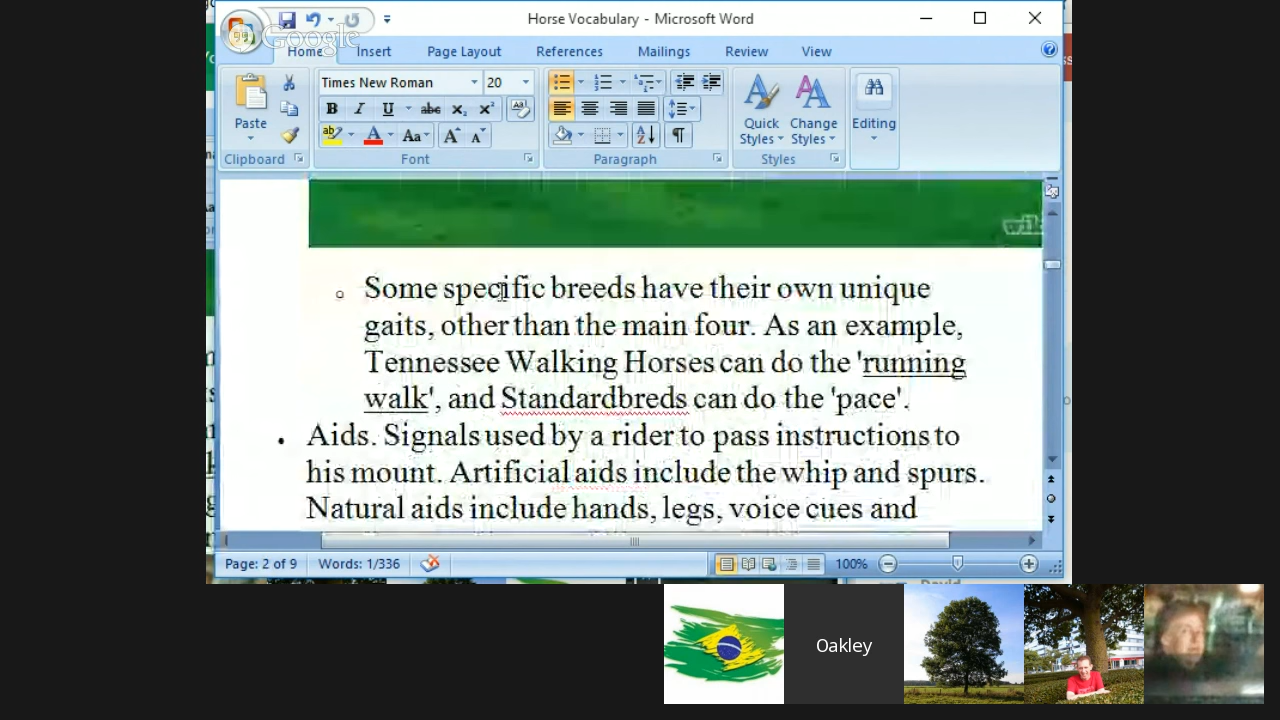 Horse Vocabulary - Microsoft Word
Google
Home Insert Page Layout References Mailings Review View
Times New Roman 20
Paste
Quick Styles
Change Styles
Editing
Clipboard Font Paragraph Styles
Some specific breeds have their own unique
gaits, other than the main four. As an example,
Tennessee Walking Horses can do the 'running
walk', and Standardbreds can do the 'pace'.
Aids. Signals used by a rider to pass instructions to
his mount. Artificial aids include the whip and spurs.
Natural aids include hands, legs, voice cues and
Page: 2 of 9 Words: 1/336 100%
David
Oakley